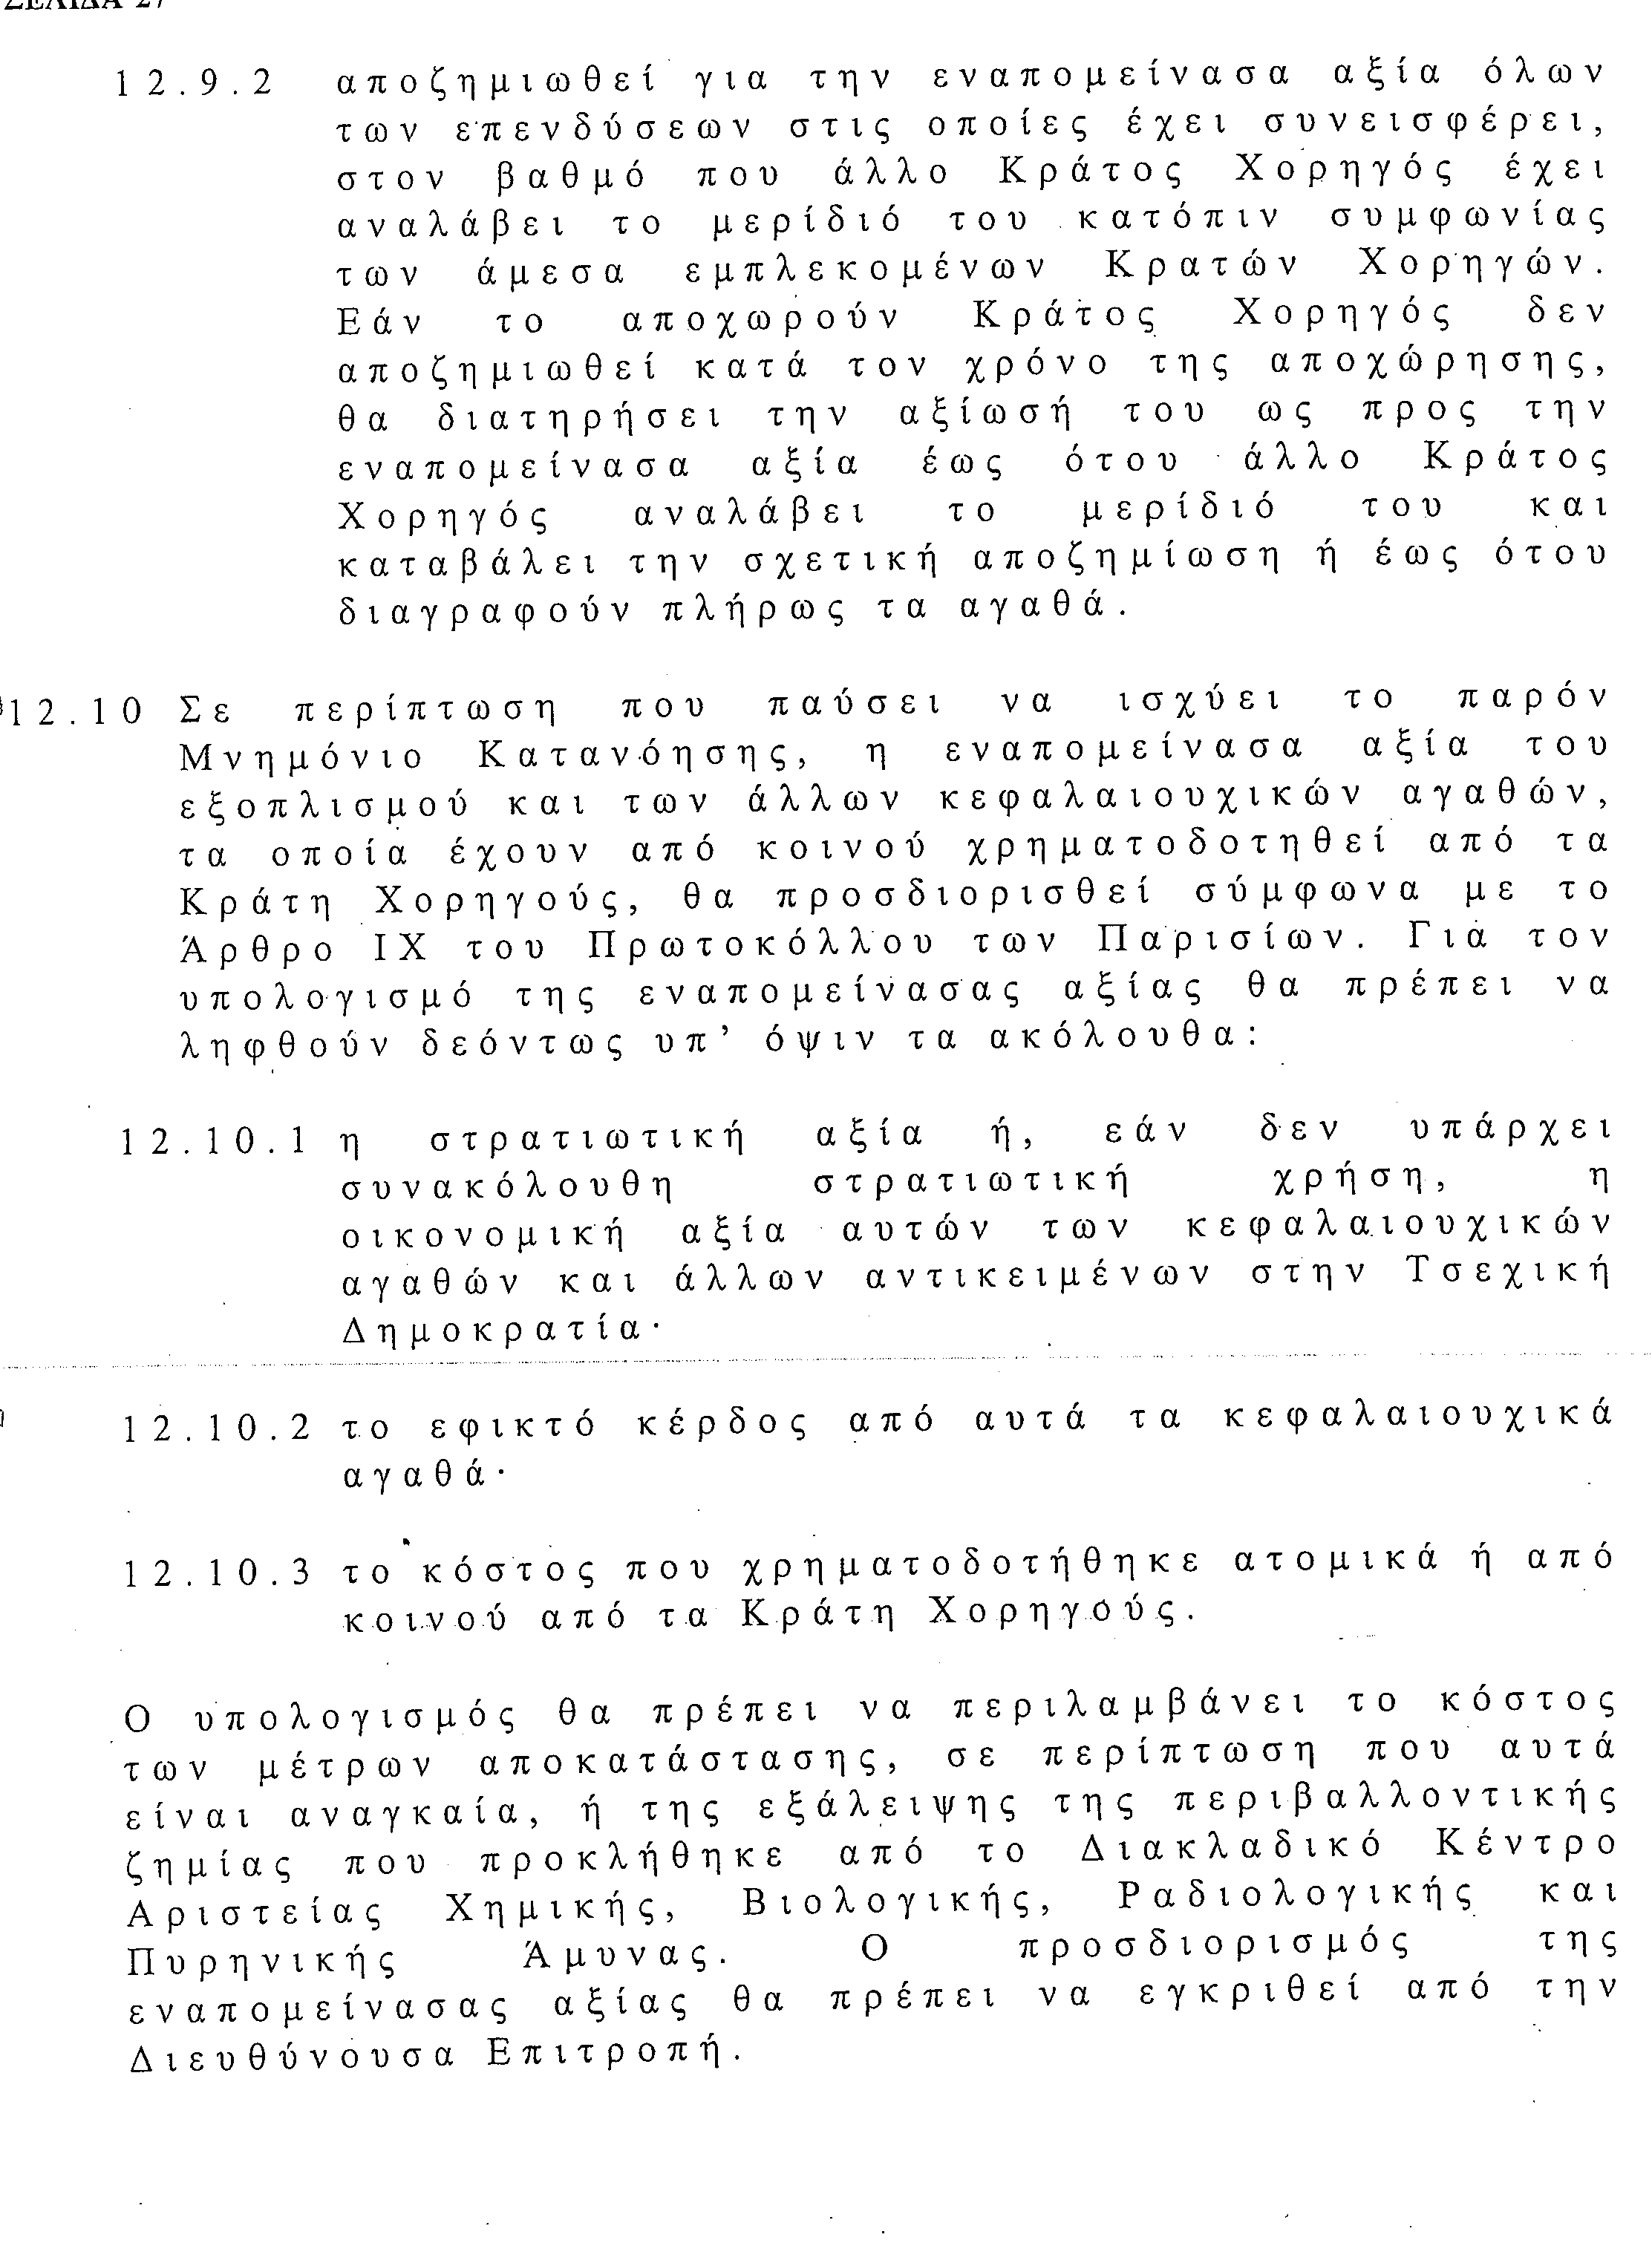 ΣΕΛΙΔΑ 27
12.9.2 αποζημιωθεί για την εναπομείνασα αξία όλων
των επενδύσεων στις οποίες έχει συνεισφέρει,
στον βαθμό που άλλο Κράτος Χορηγός έχει
αναλάβει το μερίδιό του κατόπιν συμφωνίας
των άμεσα εμπλεκομένων Κρατών Χορηγών.
Εάν το αποχωρούν Κράτος Χορηγός δεν
αποζημιωθεί κατά τον χρόνο της αποχώρησης,
θα διατηρήσει την αξίωσή του ως προς την
εναπομείνασα αξία έως ότου άλλο Κράτος
Χορηγός αναλάβει το μερίδιό του και
καταβάλει την σχετική αποζημίωση ή έως ότου
διαγραφούν πλήρως τα αγαθά.
12.10 Σε περίπτωση που παύσει να ισχύει το παρόν
Μνημόνιο Κατανόησης, η εναπομείνασα αξία του
εξοπλισμού και των άλλων κεφαλαιουχικών αγαθών,
τα οποία έχουν από κοινού χρηματοδοτηθεί από τα
Κράτη Χορηγούς, θα προσδιορισθεί σύμφωνα με το
Άρθρο IX του Πρωτοκόλλου των Παρισίων. Για τον
υπολογισμό της εναπομείνασας αξίας θα πρέπει να
ληφθούν δεόντως υπ' όψιν τα ακόλουθα:
12.10.1 η στρατιωτική αξία ή, εάν δεν υπάρχει
συνακόλουθη στρατιωτική χρήση, η
οικονομική αξία αυτών των κεφαλαιουχικών
αγαθών και άλλων αντικειμένων στην Τσεχική
Δημοκρατία·
12.10.2 το εφικτό κέρδος από αυτά τα κεφαλαιουχικά
αγαθά·
12.10.3 το κόστος που χρηματοδοτήθηκε ατομικά ή από
κοινού από τα Κράτη Χορηγούς.
Ο υπολογισμός θα πρέπει να περιλαμβάνει το κόστος
των μέτρων αποκατάστασης, σε περίπτωση που αυτά
είναι αναγκαία, ή της εξάλειψης της περιβαλλοντικής
ζημίας που προκλήθηκε από το Διακλαδικό Κέντρο
Αριστείας Χημικής, Βιολογικής, Ραδιολογικής και
Πυρηνικής Άμυνας. Ο προσδιορισμός της
εναπομείνασας αξίας θα πρέπει να εγκριθεί από την
Διευθύνουσα Επιτροπή.